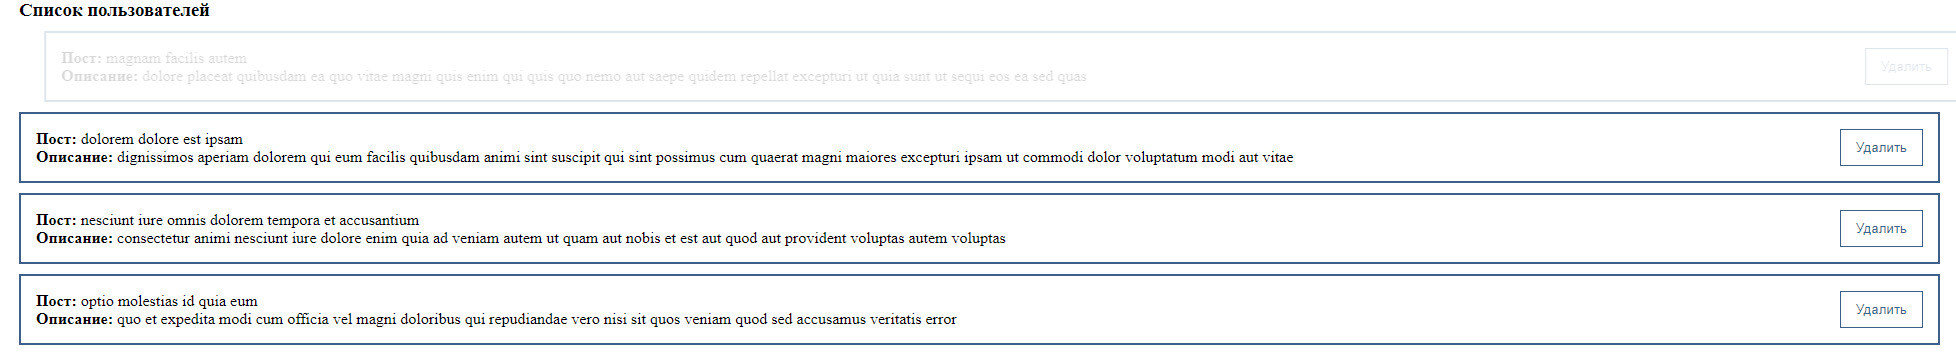 Список пользователей
Пост: magnam facilis autem
Описание: dolore placeat quibusdam ea quo vitae magni quis enim qui quis quo nemo aut saepe quidem repellat excepturi ut quia sunt ut sequi eos ea sed quas
Удалить
Пост: dolorem dolore est ipsam
Описание: dignissimos aperiam dolorem qui eum facilis quibusdam animi sint suscipit qui sint possimus cum quaerat magni maiores excepturi ipsam ut commodi dolor voluptatum modi aut vitae
Удалить
Пост: nesciunt iure omnis dolorem tempora et accusantium
Описание: consectetur animi nesciunt iure dolore enim quia ad veniam autem ut quam aut nobis et est aut quod aut provident voluptas autem voluptas
Удалить
Пост: optio molestias id quia eum
Описание: quo et expedita modi cum officia vel magni doloribus qui repudiandae vero nisi sit quos veniam quod sed accusamus veritatis error
Удалить